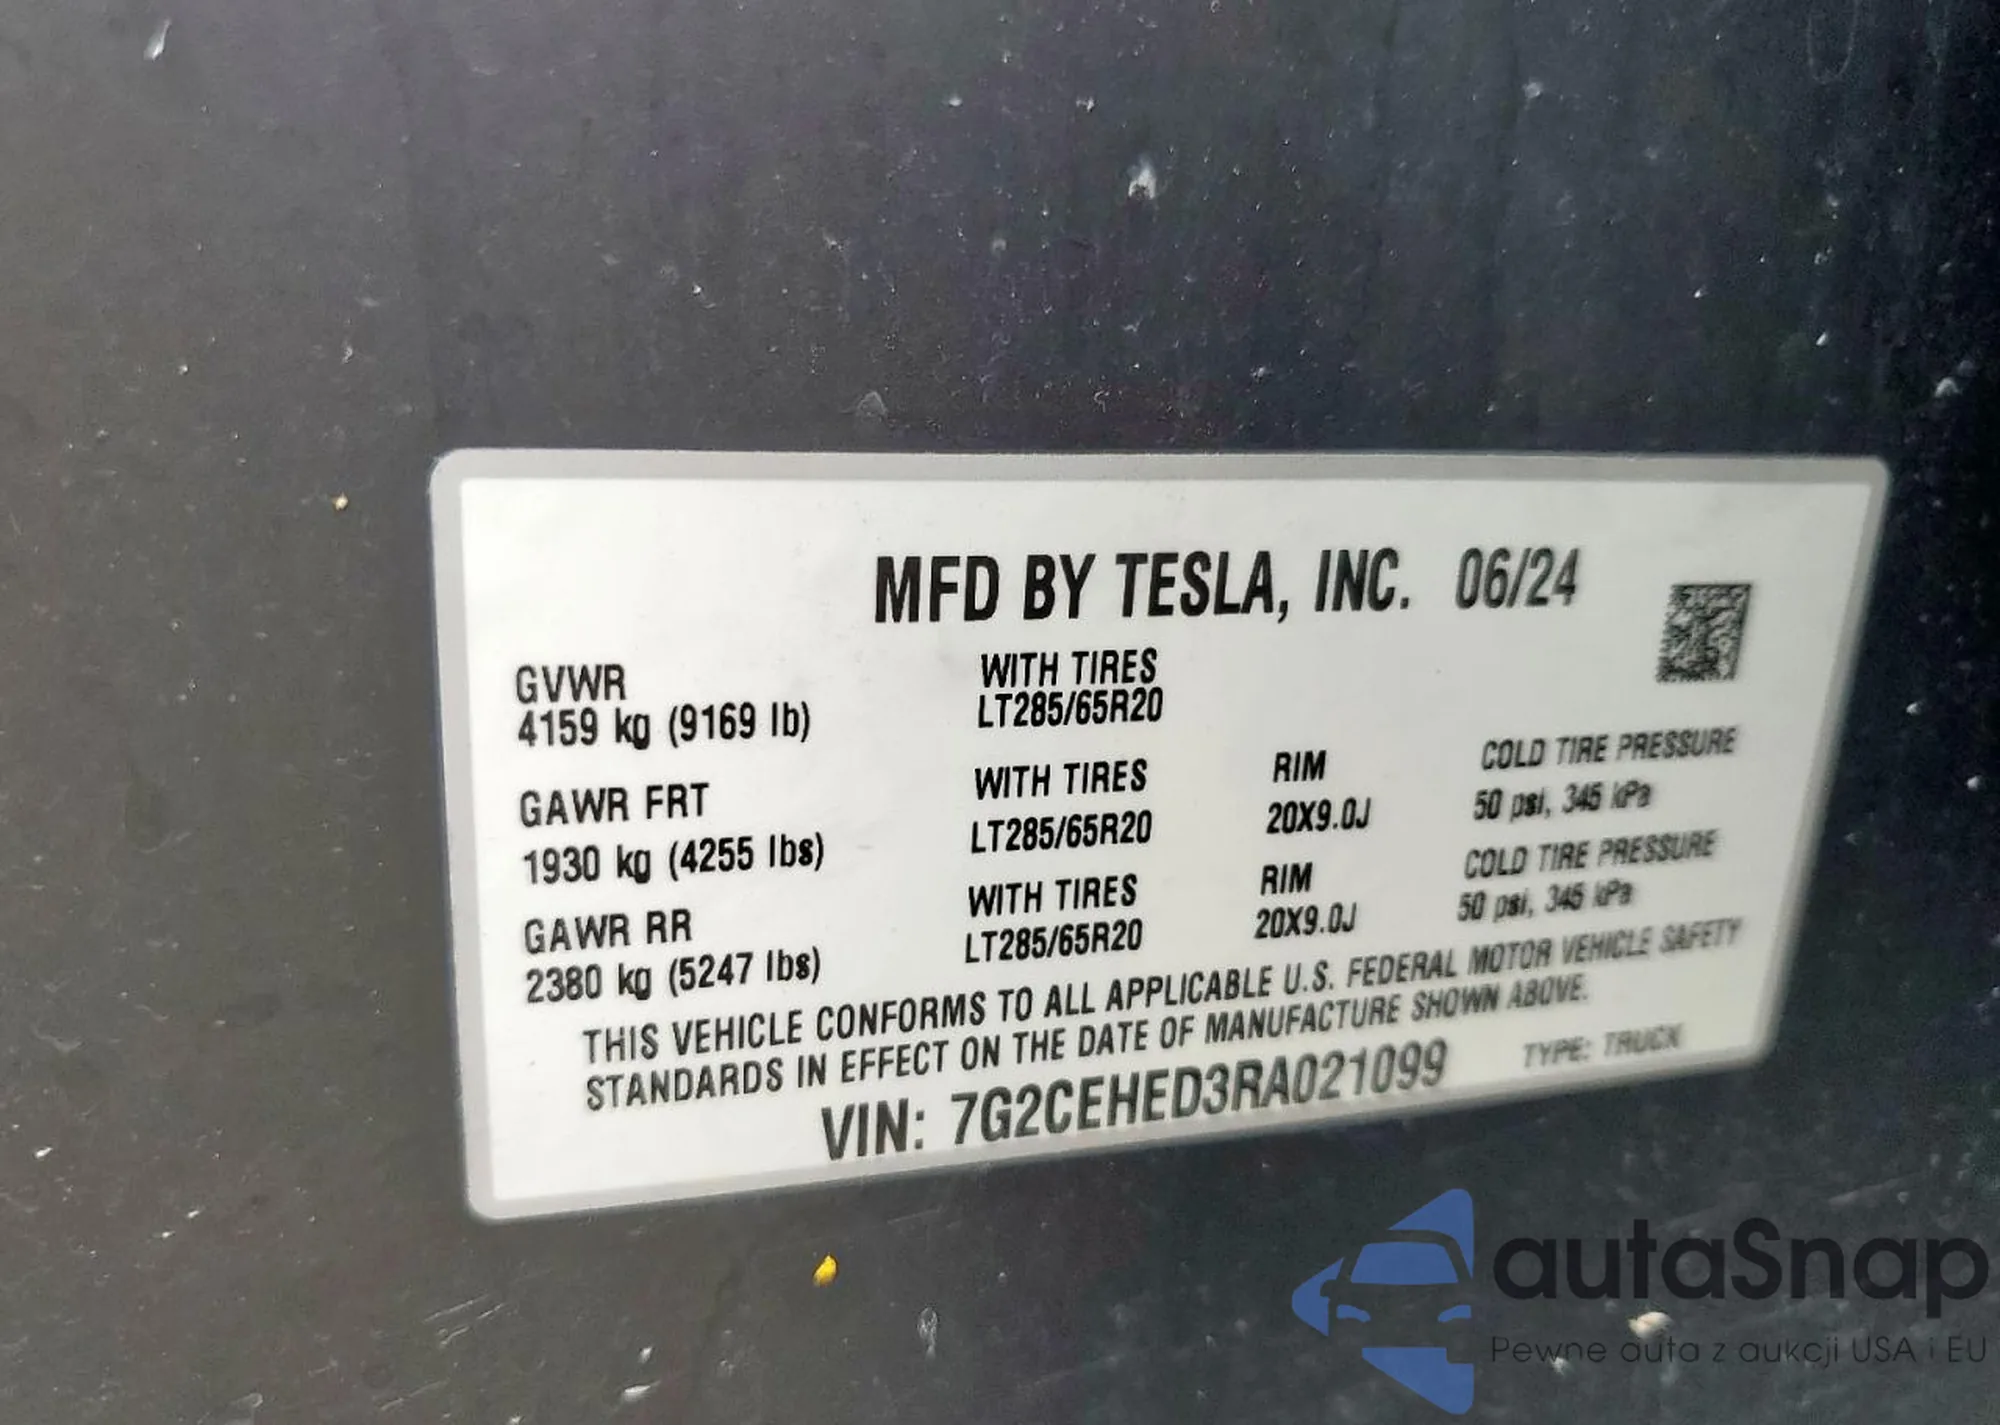 MFD BY TESLA, INC. 06/24
GVWR
4159 kg (9169 lb)
WITH TIRES
LT285/65R20
GAWR FRT
1930 kg (4255 lbs)
WITH TIRES
LT285/65R20
RIM
20X9.0J
COLD TIRE PRESSURE
50 psi, 345 kPa
GAWR RR
2380 kg (5247 lbs)
WITH TIRES
LT285/65R20
RIM
20X9.0J
COLD TIRE PRESSURE
50 psi, 345 kPa
THIS VEHICLE CONFORMS TO ALL APPLICABLE U.S. FEDERAL MOTOR VEHICLE SAFETY
STANDARDS IN EFFECT ON THE DATE OF MANUFACTURE SHOWN ABOVE.
VIN: 7G2CEHED3RA021099
TYPE: TRUCK
autaSnap
Pewne auta z aukcji USA i EU